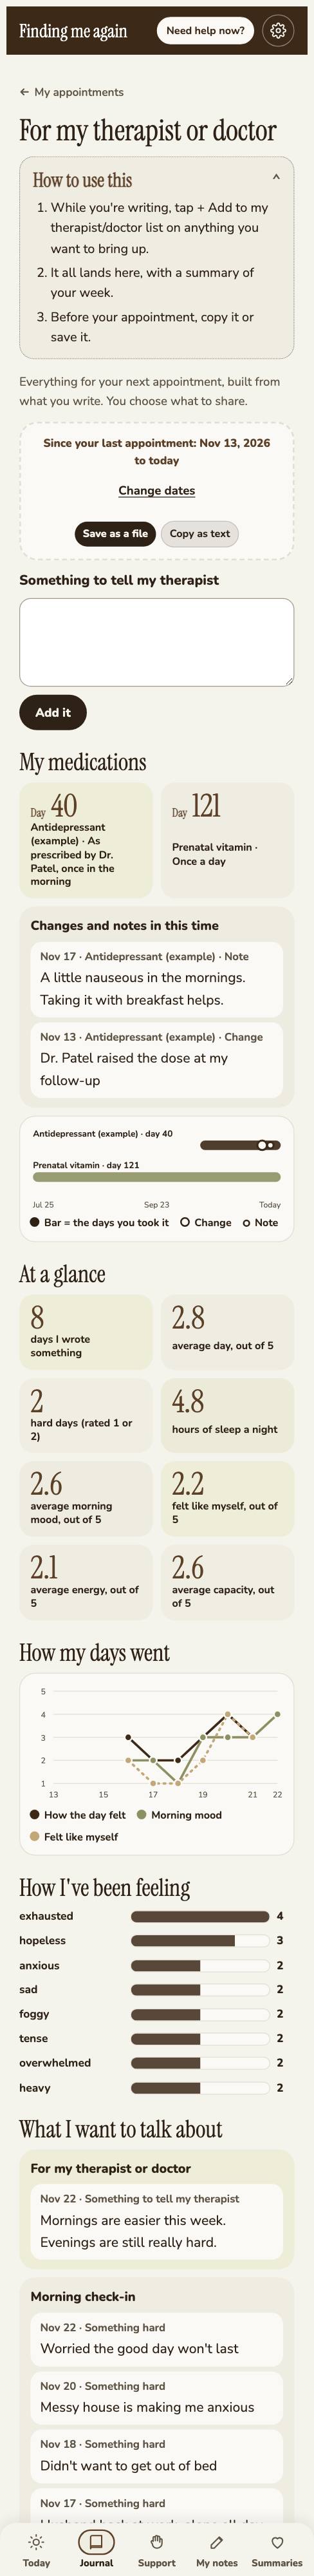 Finding me again
Need help now?
My appointments
For my therapist or doctor
How to use this
1. While you're writing, tap + Add to my
therapist/doctor list on anything you
want to bring up.
2. It all lands here, with a summary of
your week.
3. Before your appointment, copy it or
save it.
Everything for your next appointment, built from
what you write. You choose what to share.
Since your last appointment: Nov 13, 2026
to today
Change dates
Save as a file
Copy as text
Something to tell my therapist
Add it
My medications
Day 40
Antidepressant
(example) · As
prescribed by Dr.
Patel, once in the
morning
Day 121
Prenatal vitamin ·
Once a day
Changes and notes in this time
Nov 17 · Antidepressant (example) · Note
A little nauseous in the mornings.
Taking it with breakfast helps.
Nov 13 · Antidepressant (example) · Change
Dr. Patel raised the dose at my
follow-up
Antidepressant (example) · day 40
Prenatal vitamin · day 121
Jul 25
Sep 23
Today
Bar = the days you took it
Change
Note
At a glance
8
days I wrote
something
2.8
average day, out of 5
2
hard days (rated 1 or
2)
4.8
hours of sleep a night
2.6
average morning
mood, out of 5
2.2
felt like myself, out of
5
2.1
average energy, out of
5
2.6
average capacity, out
of 5
How my days went
5
4
3
2
1
13
15
17
19
21
22
How the day felt
Morning mood
Felt like myself
How I've been feeling
exhausted 4
hopeless 3
anxious 2
sad 2
foggy 2
tense 2
overwhelmed 2
heavy 2
What I want to talk about
For my therapist or doctor
Nov 22 · Something to tell my therapist
Mornings are easier this week.
Evenings are still really hard.
Morning check-in
Nov 22 · Something hard
Worried the good day won't last
Nov 20 · Something hard
Messy house is making me anxious
Nov 18 · Something hard
Didn't want to get out of bed
Nov 17 · Something hard
Today
Journal
Support
My notes
Summaries